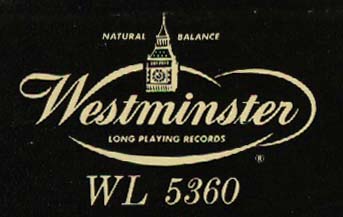 NATURAL BALANCE
Westminster
LONG PLAYING RECORDS
®
WL 5360